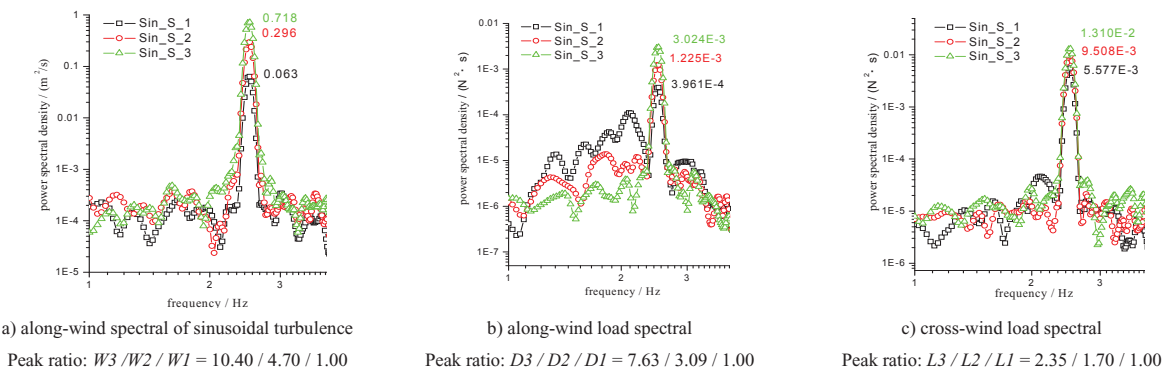 1
0.1
0.01
1E-3
1E-4
1E-5
power spectral density / (m²/s)
Sin_S_1
Sin_S_2
Sin_S_3
0.718
0.296
0.063
1
2
3
frequency / Hz
a) along-wind spectral of sinusoidal turbulence
Peak ratio: W3 /W2 / W1 = 10.40 / 4.70 / 1.00
0.01
1E-3
1E-4
1E-5
1E-6
1E-7
power spectral density / (N²· s)
Sin_S_1
Sin_S_2
Sin_S_3
3.024E-3
1.225E-3
3.961E-4
1
2
3
frequency / Hz
b) along-wind load spectral
Peak ratio: D3 / D2 / D1 = 7.63 / 3.09 / 1.00
0.01
1E-3
1E-4
1E-5
1E-6
power spectral density / (N²· s)
Sin_S_1
Sin_S_2
Sin_S_3
1.310E-2
9.508E-3
5.577E-3
1
2
3
frequency / Hz
c) cross-wind load spectral
Peak ratio: L3 / L2 / L1 = 2.35 / 1.70 / 1.00